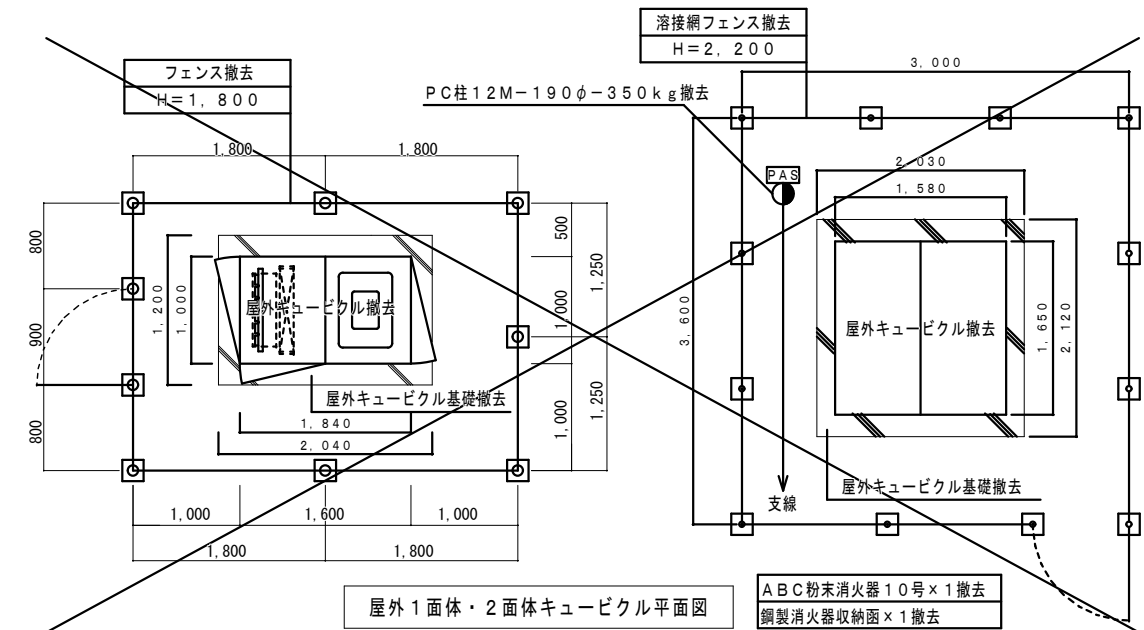 フェンス撤去
H=1,800
溶接網フェンス撤去
H=2,200
PC柱12M-190φ-350kg撤去
3,000
1,800
1,800
2,030
PAS
1,580
800
500
1,250
1,200
1,000
屋外キュービクル撤去
1,000
900
3,600
屋外キュービクル撤去
1,650
2,120
屋外キュービクル基礎撤去
1,840
2,040
800
1,000
1,250
屋外キュービクル基礎撤去
支線
1,000
1,600
1,000
1,800
1,800
屋外1面体・2面体キュービクル平面図
ABC粉末消火器10号×1撤去
鋼製消火器収納函×1撤去